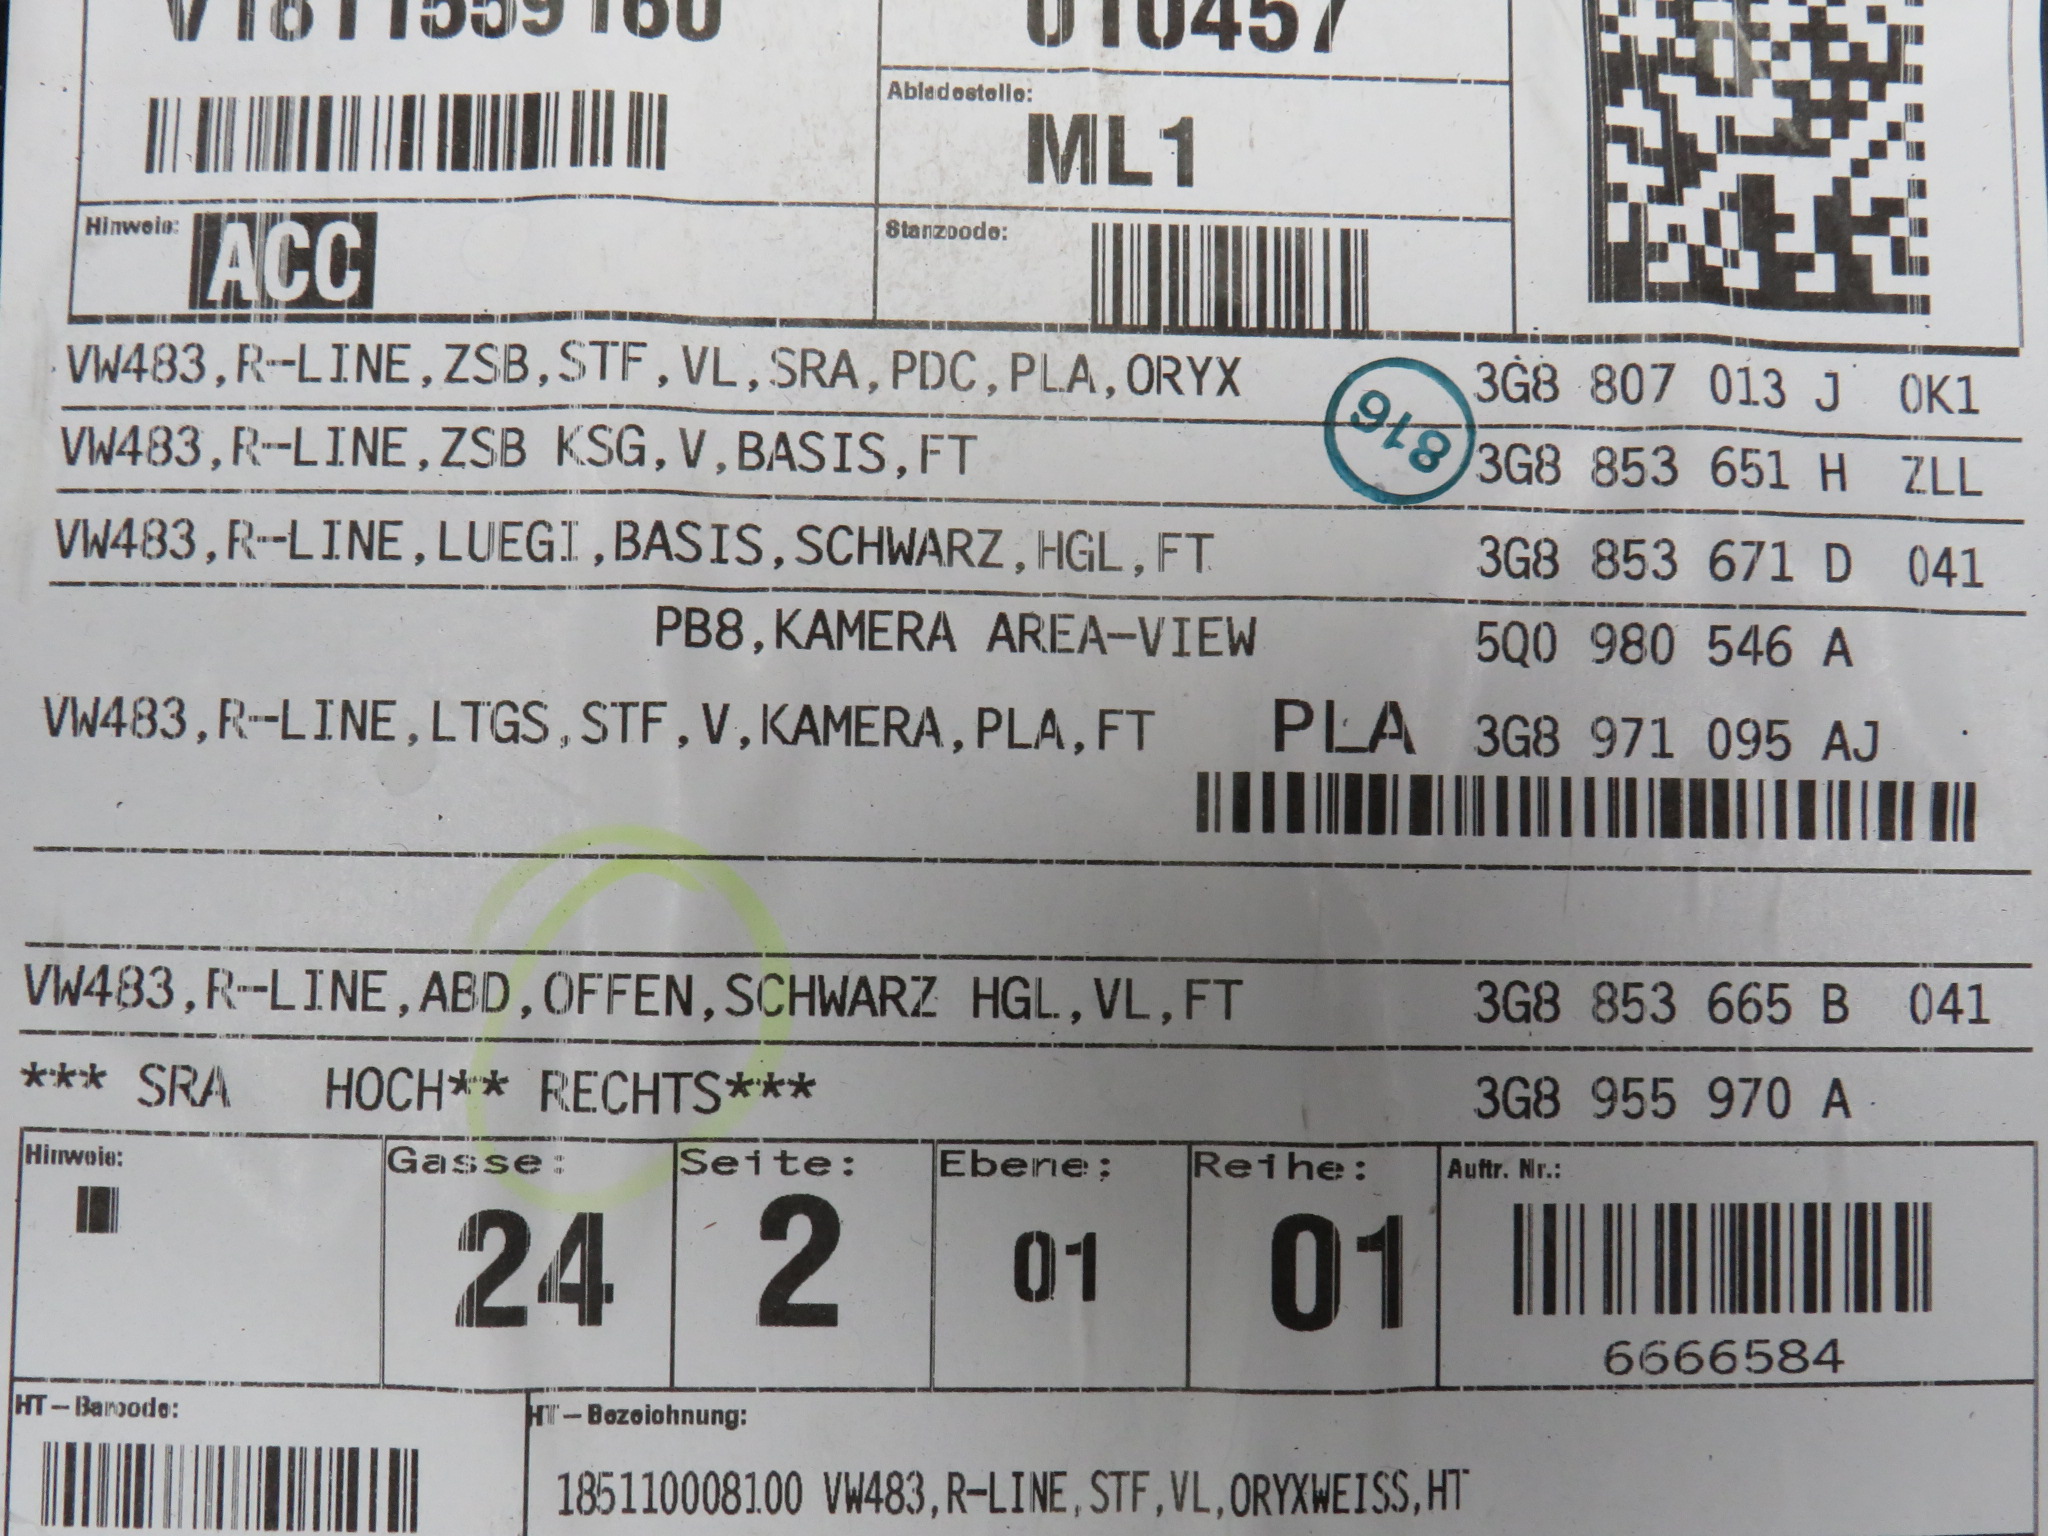 V1811559160
010457
Abladestelle:
ML1
Hinweis: ACC
Stanzcode:
VW483,R-LINE,ZSB,STF,VL,SRA,PDC,PLA,ORYX 3G8 807 013 J 0K1
816
VW483,R-LINE,ZSB KSG,V,BASIS,FT 3G8 853 651 H ZLL
VW483,R-LINE,LUEGI,BASIS,SCHWARZ,HGL,FT 3G8 853 671 D 041
PB8,KAMERA AREA-VIEW 5Q0 980 546 A
VW483,R-LINE,LTGS,STF,V,KAMERA,PLA,FT PLA 3G8 971 095 AJ
VW483,R-LINE,ABD,OFFEN,SCHWARZ HGL,VL,FT 3G8 853 665 B 041
*** SRA HOCH** RECHTS*** 3G8 955 970 A
Hinweis: Gasse: Seite: Ebene: Reihe: Auftr. Nr.:
24 2 01 01
6666584
HT-Barcode: HT-Bezeichnung:
185110008100 VW483,R-LINE,STF,VL,ORYXWEISS,HT